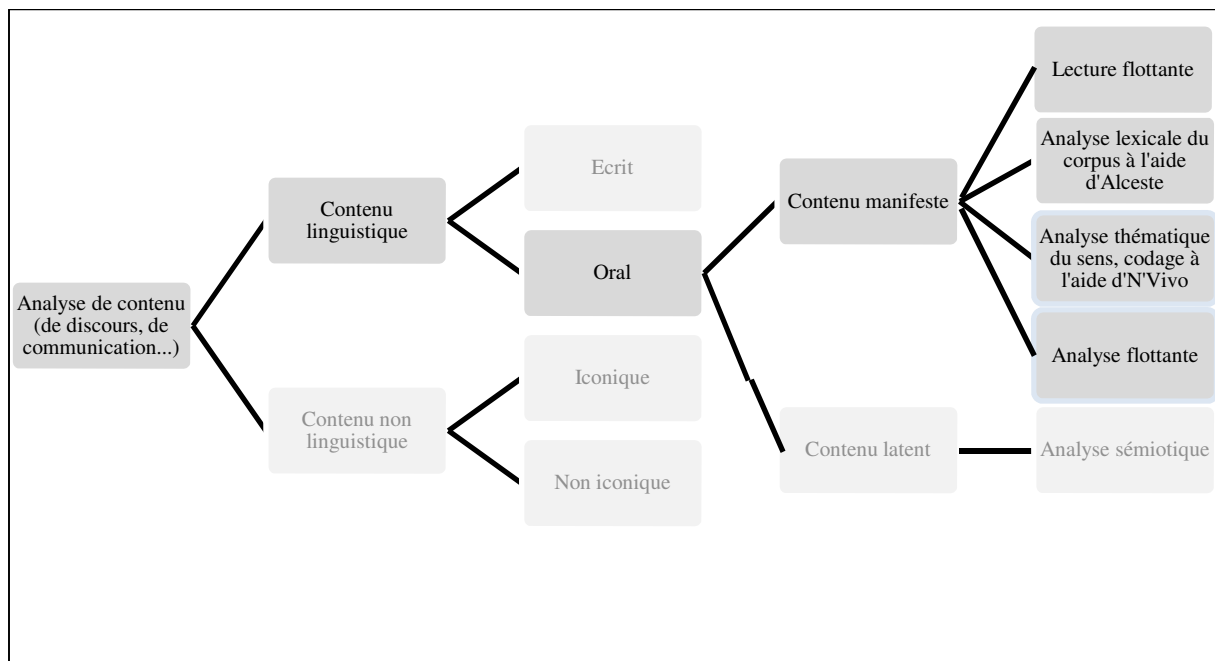 Analyse de contenu
(de discours, de
communication...)
Contenu
linguistique
Contenu non
linguistique
Ecrit
Oral
Iconique
Non iconique
Contenu manifeste
Contenu latent
Lecture flottante
Analyse lexicale du
corpus à l'aide
d'Alceste
Analyse thématique
du sens, codage à
l'aide d'N'Vivo
Analyse flottante
Analyse sémiotique